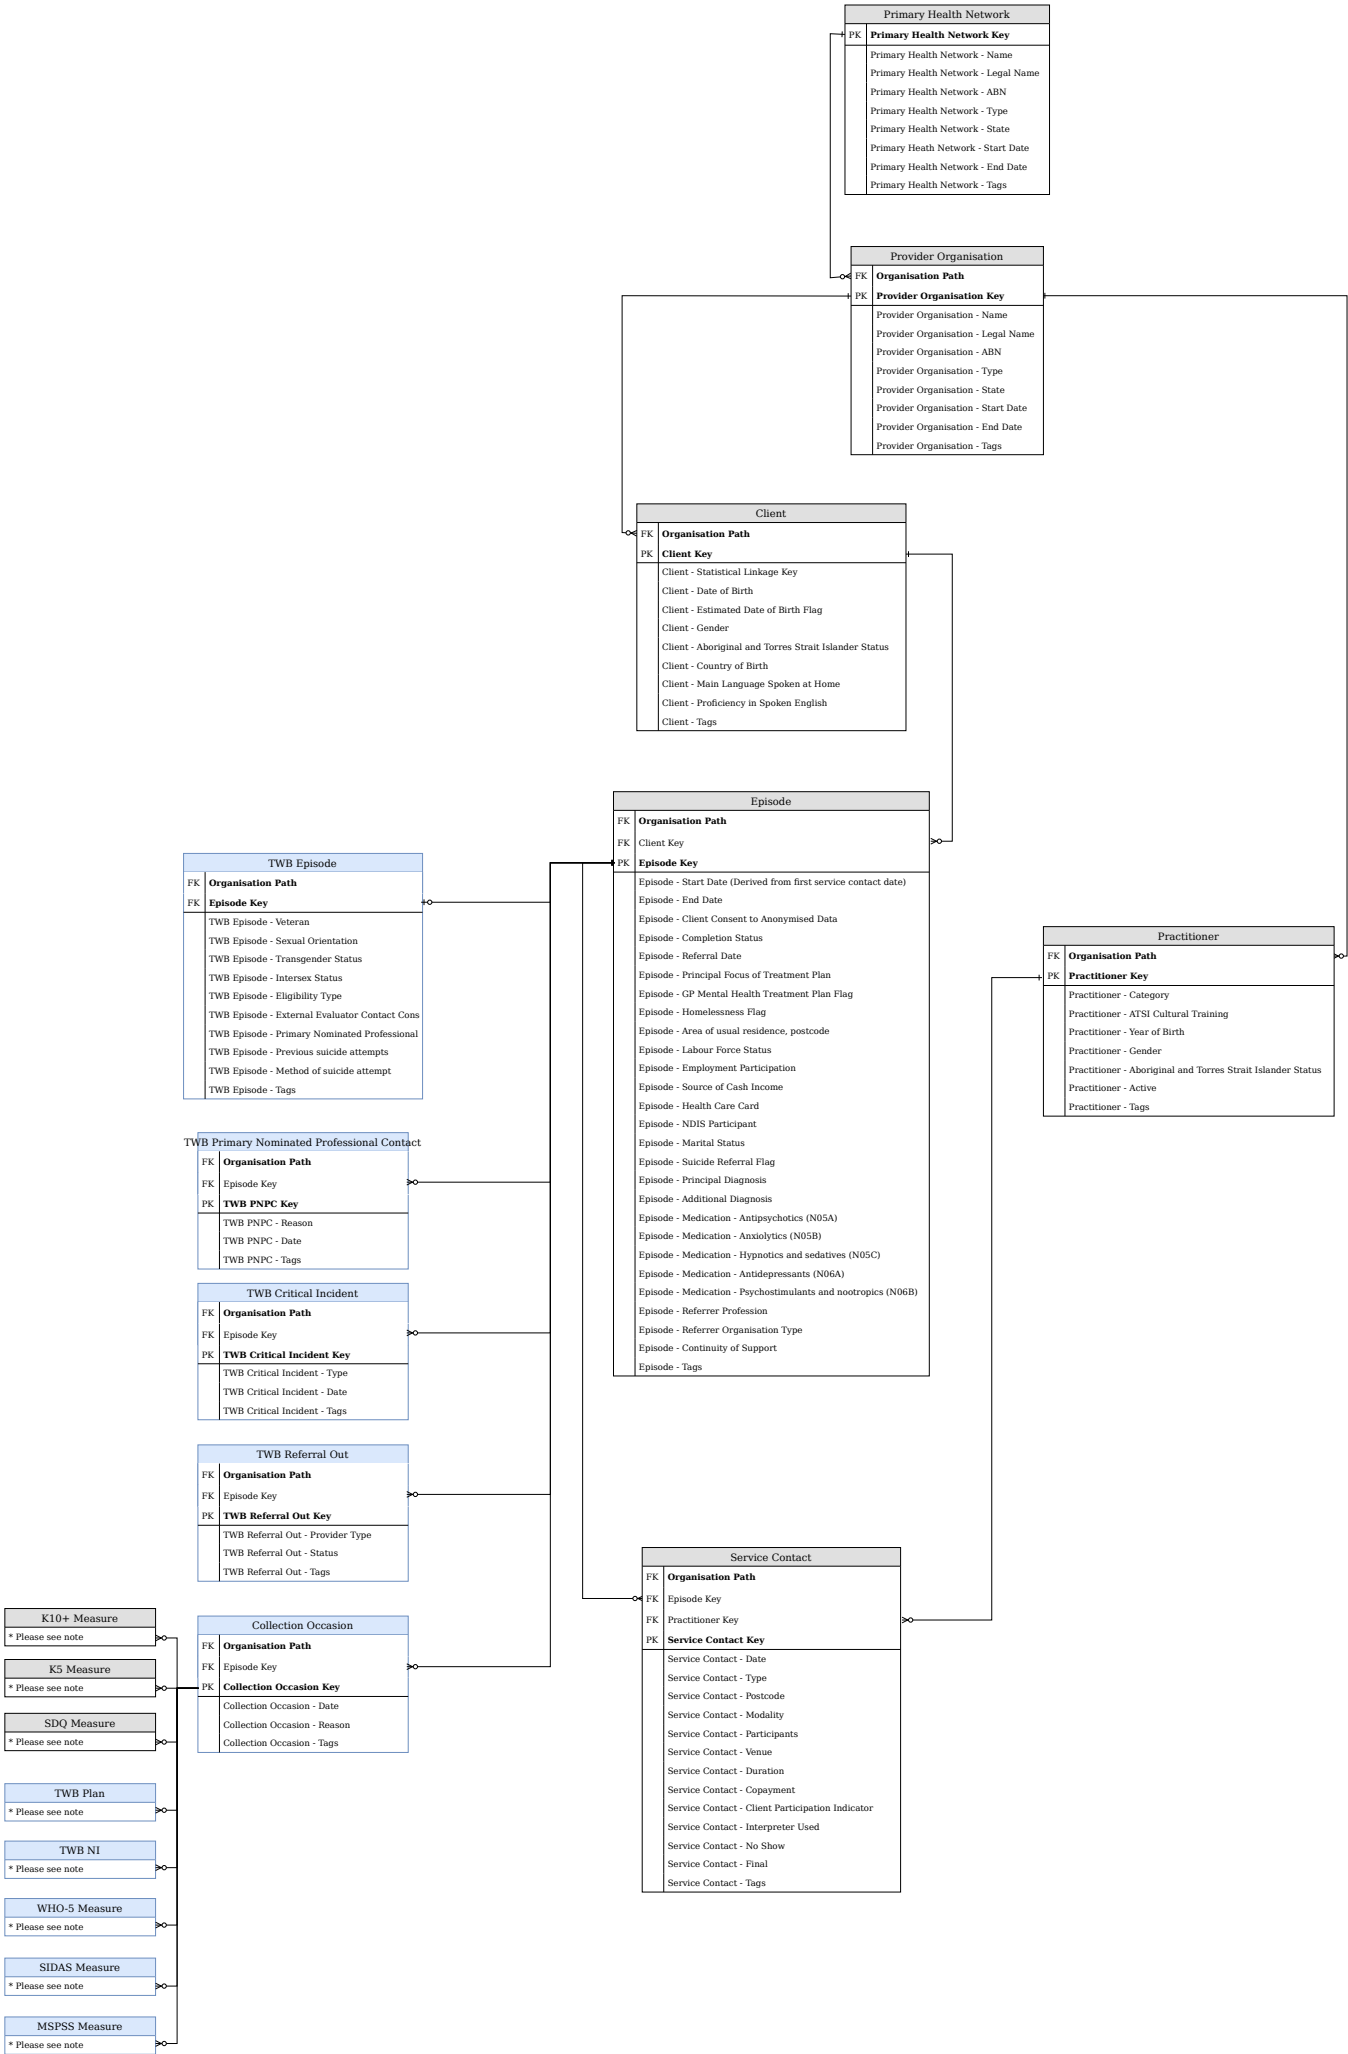 Primary Health Network
PK Primary Health Network Key
Primary Health Network - Name
Primary Health Network - Legal Name
Primary Health Network - ABN
Primary Health Network - Type
Primary Health Network - State
Primary Heath Network - Start Date
Primary Health Network - End Date
Primary Health Network - Tags
Provider Organisation
FK Organisation Path
PK Provider Organisation Key
Provider Organisation - Name
Provider Organisation - Legal Name
Provider Organisation - ABN
Provider Organisation - Type
Provider Organisation - State
Provider Organisation - Start Date
Provider Organisation - End Date
Provider Organisation - Tags
Client
FK Organisation Path
PK Client Key
Client - Statistical Linkage Key
Client - Date of Birth
Client - Estimated Date of Birth Flag
Client - Gender
Client - Aboriginal and Torres Strait Islander Status
Client - Country of Birth
Client - Main Language Spoken at Home
Client - Proficiency in Spoken English
Client - Tags
Episode
FK Organisation Path
FK Client Key
PK Episode Key
Episode - Start Date (Derived from first service contact date)
Episode - End Date
Episode - Client Consent to Anonymised Data
Episode - Completion Status
Episode - Referral Date
Episode - Principal Focus of Treatment Plan
Episode - GP Mental Health Treatment Plan Flag
Episode - Homelessness Flag
Episode - Area of usual residence, postcode
Episode - Labour Force Status
Episode - Employment Participation
Episode - Source of Cash Income
Episode - Health Care Card
Episode - NDIS Participant
Episode - Marital Status
Episode - Suicide Referral Flag
Episode - Principal Diagnosis
Episode - Additional Diagnosis
Episode - Medication - Antipsychotics (N05A)
Episode - Medication - Anxiolytics (N05B)
Episode - Medication - Hypnotics and sedatives (N05C)
Episode - Medication - Antidepressants (N06A)
Episode - Medication - Psychostimulants and nootropics (N06B)
Episode - Referrer Profession
Episode - Referrer Organisation Type
Episode - Continuity of Support
Episode - Tags
TWB Episode
FK Organisation Path
FK Episode Key
TWB Episode - Veteran
TWB Episode - Sexual Orientation
TWB Episode - Transgender Status
TWB Episode - Intersex Status
TWB Episode - Eligibility Type
TWB Episode - External Evaluator Contact Cons
TWB Episode - Primary Nominated Professional
TWB Episode - Previous suicide attempts
TWB Episode - Method of suicide attempt
TWB Episode - Tags
Practitioner
FK Organisation Path
PK Practitioner Key
Practitioner - Category
Practitioner - ATSI Cultural Training
Practitioner - Year of Birth
Practitioner - Gender
Practitioner - Aboriginal and Torres Strait Islander Status
Practitioner - Active
Practitioner - Tags
TWB Primary Nominated Professional Contact
FK Organisation Path
FK Episode Key
PK TWB PNPC Key
TWB PNPC - Reason
TWB PNPC - Date
TWB PNPC - Tags
TWB Critical Incident
FK Organisation Path
FK Episode Key
PK TWB Critical Incident Key
TWB Critical Incident - Type
TWB Critical Incident - Date
TWB Critical Incident - Tags
TWB Referral Out
FK Organisation Path
FK Episode Key
PK TWB Referral Out Key
TWB Referral Out - Provider Type
TWB Referral Out - Status
TWB Referral Out - Tags
Service Contact
FK Organisation Path
FK Episode Key
FK Practitioner Key
PK Service Contact Key
Service Contact - Date
Service Contact - Type
Service Contact - Postcode
Service Contact - Modality
Service Contact - Participants
Service Contact - Venue
Service Contact - Duration
Service Contact - Copayment
Service Contact - Client Participation Indicator
Service Contact - Interpreter Used
Service Contact - No Show
Service Contact - Final
Service Contact - Tags
Collection Occasion
FK Organisation Path
FK Episode Key
PK Collection Occasion Key
Collection Occasion - Date
Collection Occasion - Reason
Collection Occasion - Tags
K10+ Measure
* Please see note
K5 Measure
* Please see note
SDQ Measure
* Please see note
TWB Plan
* Please see note
TWB NI
* Please see note
WHO-5 Measure
* Please see note
SIDAS Measure
* Please see note
MSPSS Measure
* Please see note